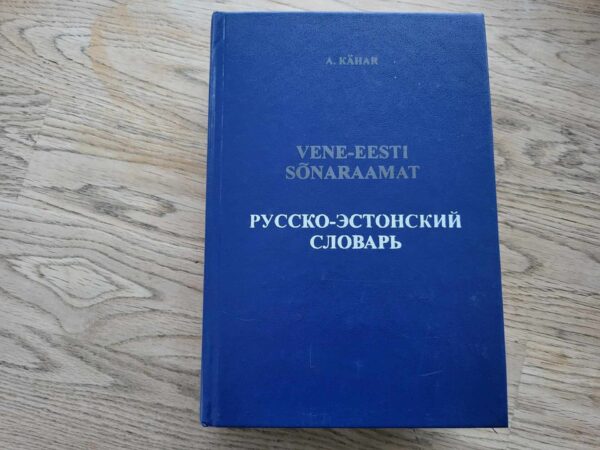 A. KÄHAR
VENE-EESTI
SÕNARAAMAT
РУССКО-ЭСТОНСКИЙ
СЛОВАРЬ